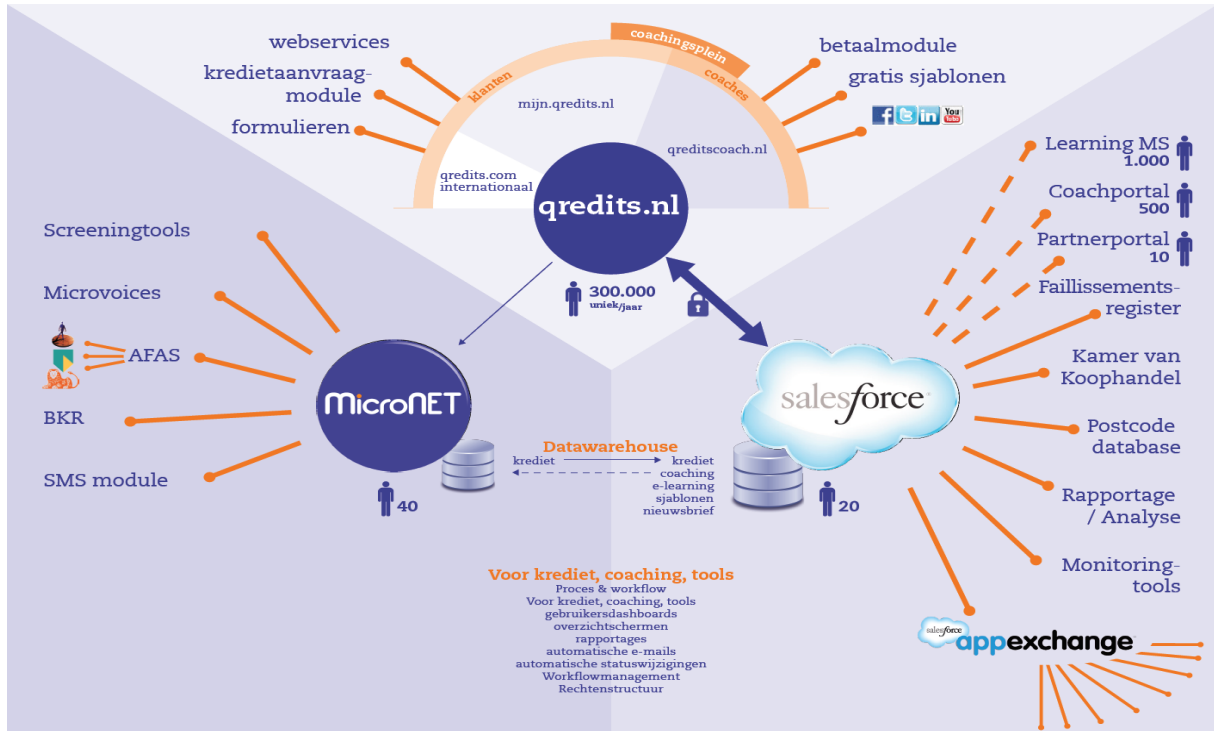 webservices
kredietaanvraag-
module
formulieren
klanten
coachingsplein
coaches
betaalmodule
gratis sjablonen
f t in You Tube
mijn.qredits.nl
qredits.com
internationaal
qreditscoach.nl
qredits.nl
300.000
uniek/jaar
Screeningtools
Microvoices
AFAS
BKR
SMS module
MicroNET
40
Datawarehouse
krediet
krediet
coaching
e-learning
sjablonen
nieuwsbrief
salesforce
20
Learning MS
1.000
Coachportal
500
Partnerportal
10
Faillissements-
register
Kamer van
Koophandel
Postcode
database
Rapportage
/ Analyse
Monitoring-
tools
salesforce
appexchange
Voor krediet, coaching, tools
Proces & workflow
Voor krediet, coaching, tools
gebruikersdashboards
overzichtschermen
rapportages
automatische e-mails
automatische statuswijzigingen
Workflowmanagement
Rechtenstructuur